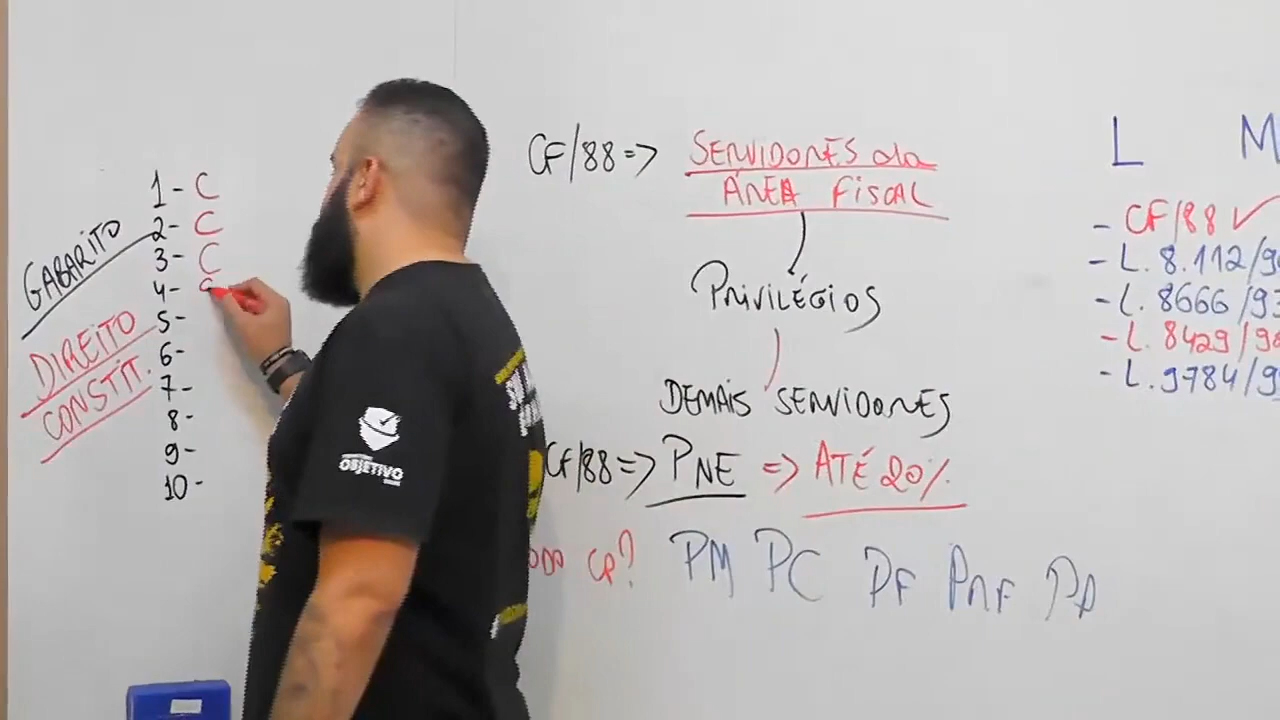 GABARITO
DIREITO
CONSTIT.
1- C
2- C
3- C
4-
5-
6-
7-
8-
9-
10-
OBJETIVO
CF/88 => SERVIDORES da
ÁREA FISCAL
PRIVILÉGIOS
DEMAIS SERVIDORES
CF/88 => PNE => ATÉ 20%
CP? PM PC PF PRF PP
L M
- CF/88 ✓
- L. 8.112/9
- L. 8666/93
- L. 8429/9
- L. 9784/9